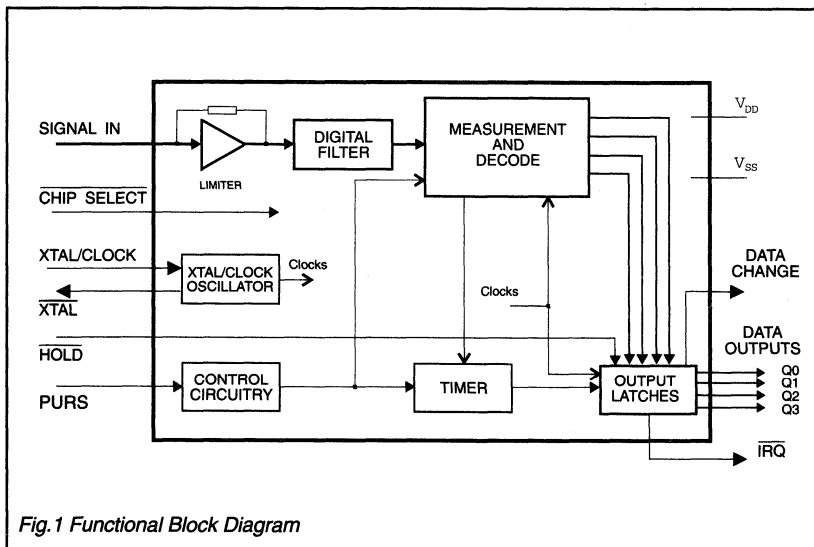 SIGNAL IN
LIMITER
DIGITAL
FILTER
MEASUREMENT
AND
DECODE
V_DD
V_SS
CHIP SELECT
XTAL/CLOCK
XTAL
XTAL/CLOCK
OSCILLATOR
Clocks
Clocks
DATA
CHANGE
HOLD
PURS
CONTROL
CIRCUITRY
TIMER
OUTPUT
LATCHES
DATA
OUTPUTS
Q0
Q1
Q2
Q3
IRQ
Fig.1 Functional Block Diagram